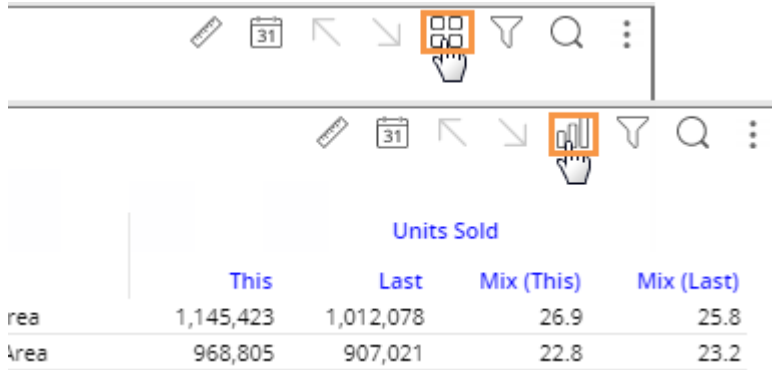 31
31
Units Sold
This Last Mix (This) Mix (Last)
rea 1,145,423 1,012,078 26.9 25.8
Area 968,805 907,021 22.8 23.2